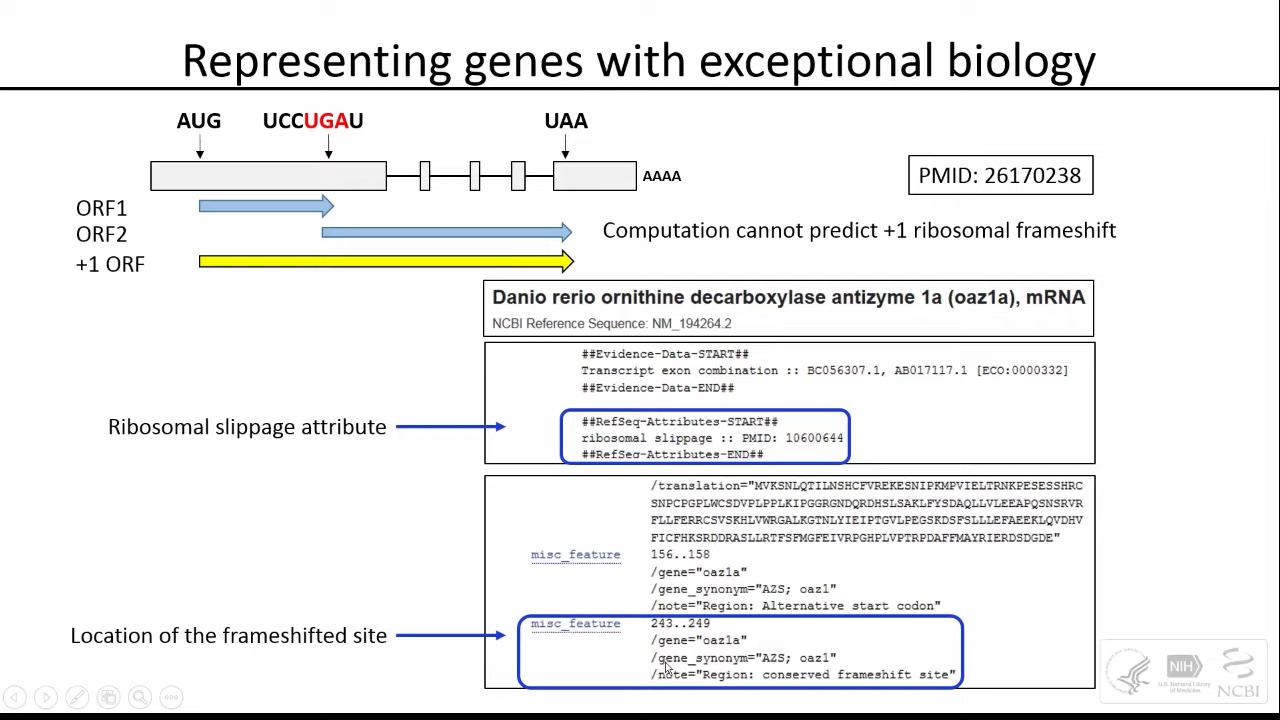 Representing genes with exceptional biology
AUG UCCUGAU UAA
AAAA
PMID: 26170238
ORF1
ORF2
+1 ORF
Computation cannot predict +1 ribosomal frameshift
Danio rerio ornithine decarboxylase antizyme 1a (oaz1a), mRNA
NCBI Reference Sequence: NM_194264.2
##Evidence-Data-START##
Transcript exon combination :: BC056307.1, AB017117.1 [ECO:0000332]
##Evidence-Data-END##
Ribosomal slippage attribute
##RefSeq-Attributes-START##
ribosomal slippage :: PMID: 10600644
##RefSeq-Attributes-END##
/translation="MVKSNLQTILNSHCFVREKESNIPKMPVIELTRNKPESESSHRC
SNPCPGPLWCSDVPLPPLKIPGGRGNDQRDHSLSAKLFYSDAQLLVLEEAPQSNSRVR
FLLFERRCSVSKHLVWRGALKGTNLYIEIPTGVLPEGSKDSFSLLLEFAEEKLQVDHV
FICFHKSRDDRASLLRTFSFMGFEIVRPGHPLVPTRPDAFFMAYRIERDSDGDE"
misc_feature 156..158
/gene="oaz1a"
/gene_synonym="AZS; oaz1"
/note="Region: Alternative start codon"
Location of the frameshifted site
misc_feature 243..249
/gene="oaz1a"
/gene_synonym="AZS; oaz1"
/note="Region: conserved frameshift site"
NIH
U.S. National Library
of Medicine
NCBI